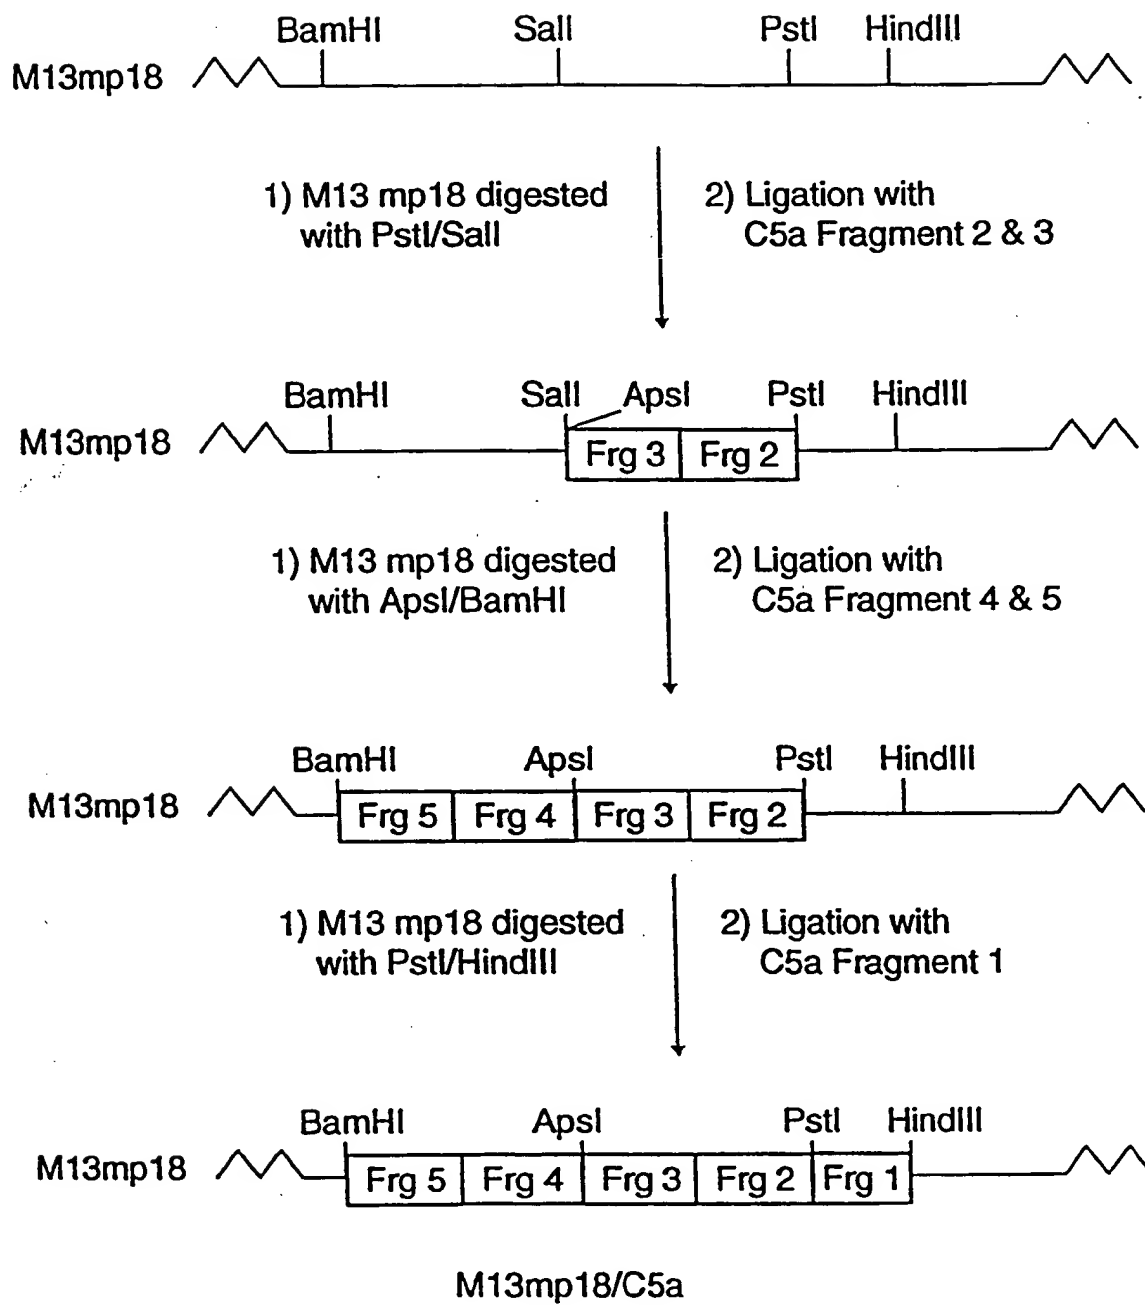 BamHI SalI PstI HindIII
M13mp18
1) M13 mp18 digested
with PstI/SalI
2) Ligation with
C5a Fragment 2 & 3
BamHI SalI ApsI PstI HindIII
M13mp18
Frg 3 Frg 2
1) M13 mp18 digested
with ApsI/BamHI
2) Ligation with
C5a Fragment 4 & 5
BamHI ApsI PstI HindIII
M13mp18
Frg 5 Frg 4 Frg 3 Frg 2
1) M13 mp18 digested
with PstI/HindIII
2) Ligation with
C5a Fragment 1
BamHI ApsI PstI HindIII
M13mp18
Frg 5 Frg 4 Frg 3 Frg 2 Frg 1
M13mp18/C5a